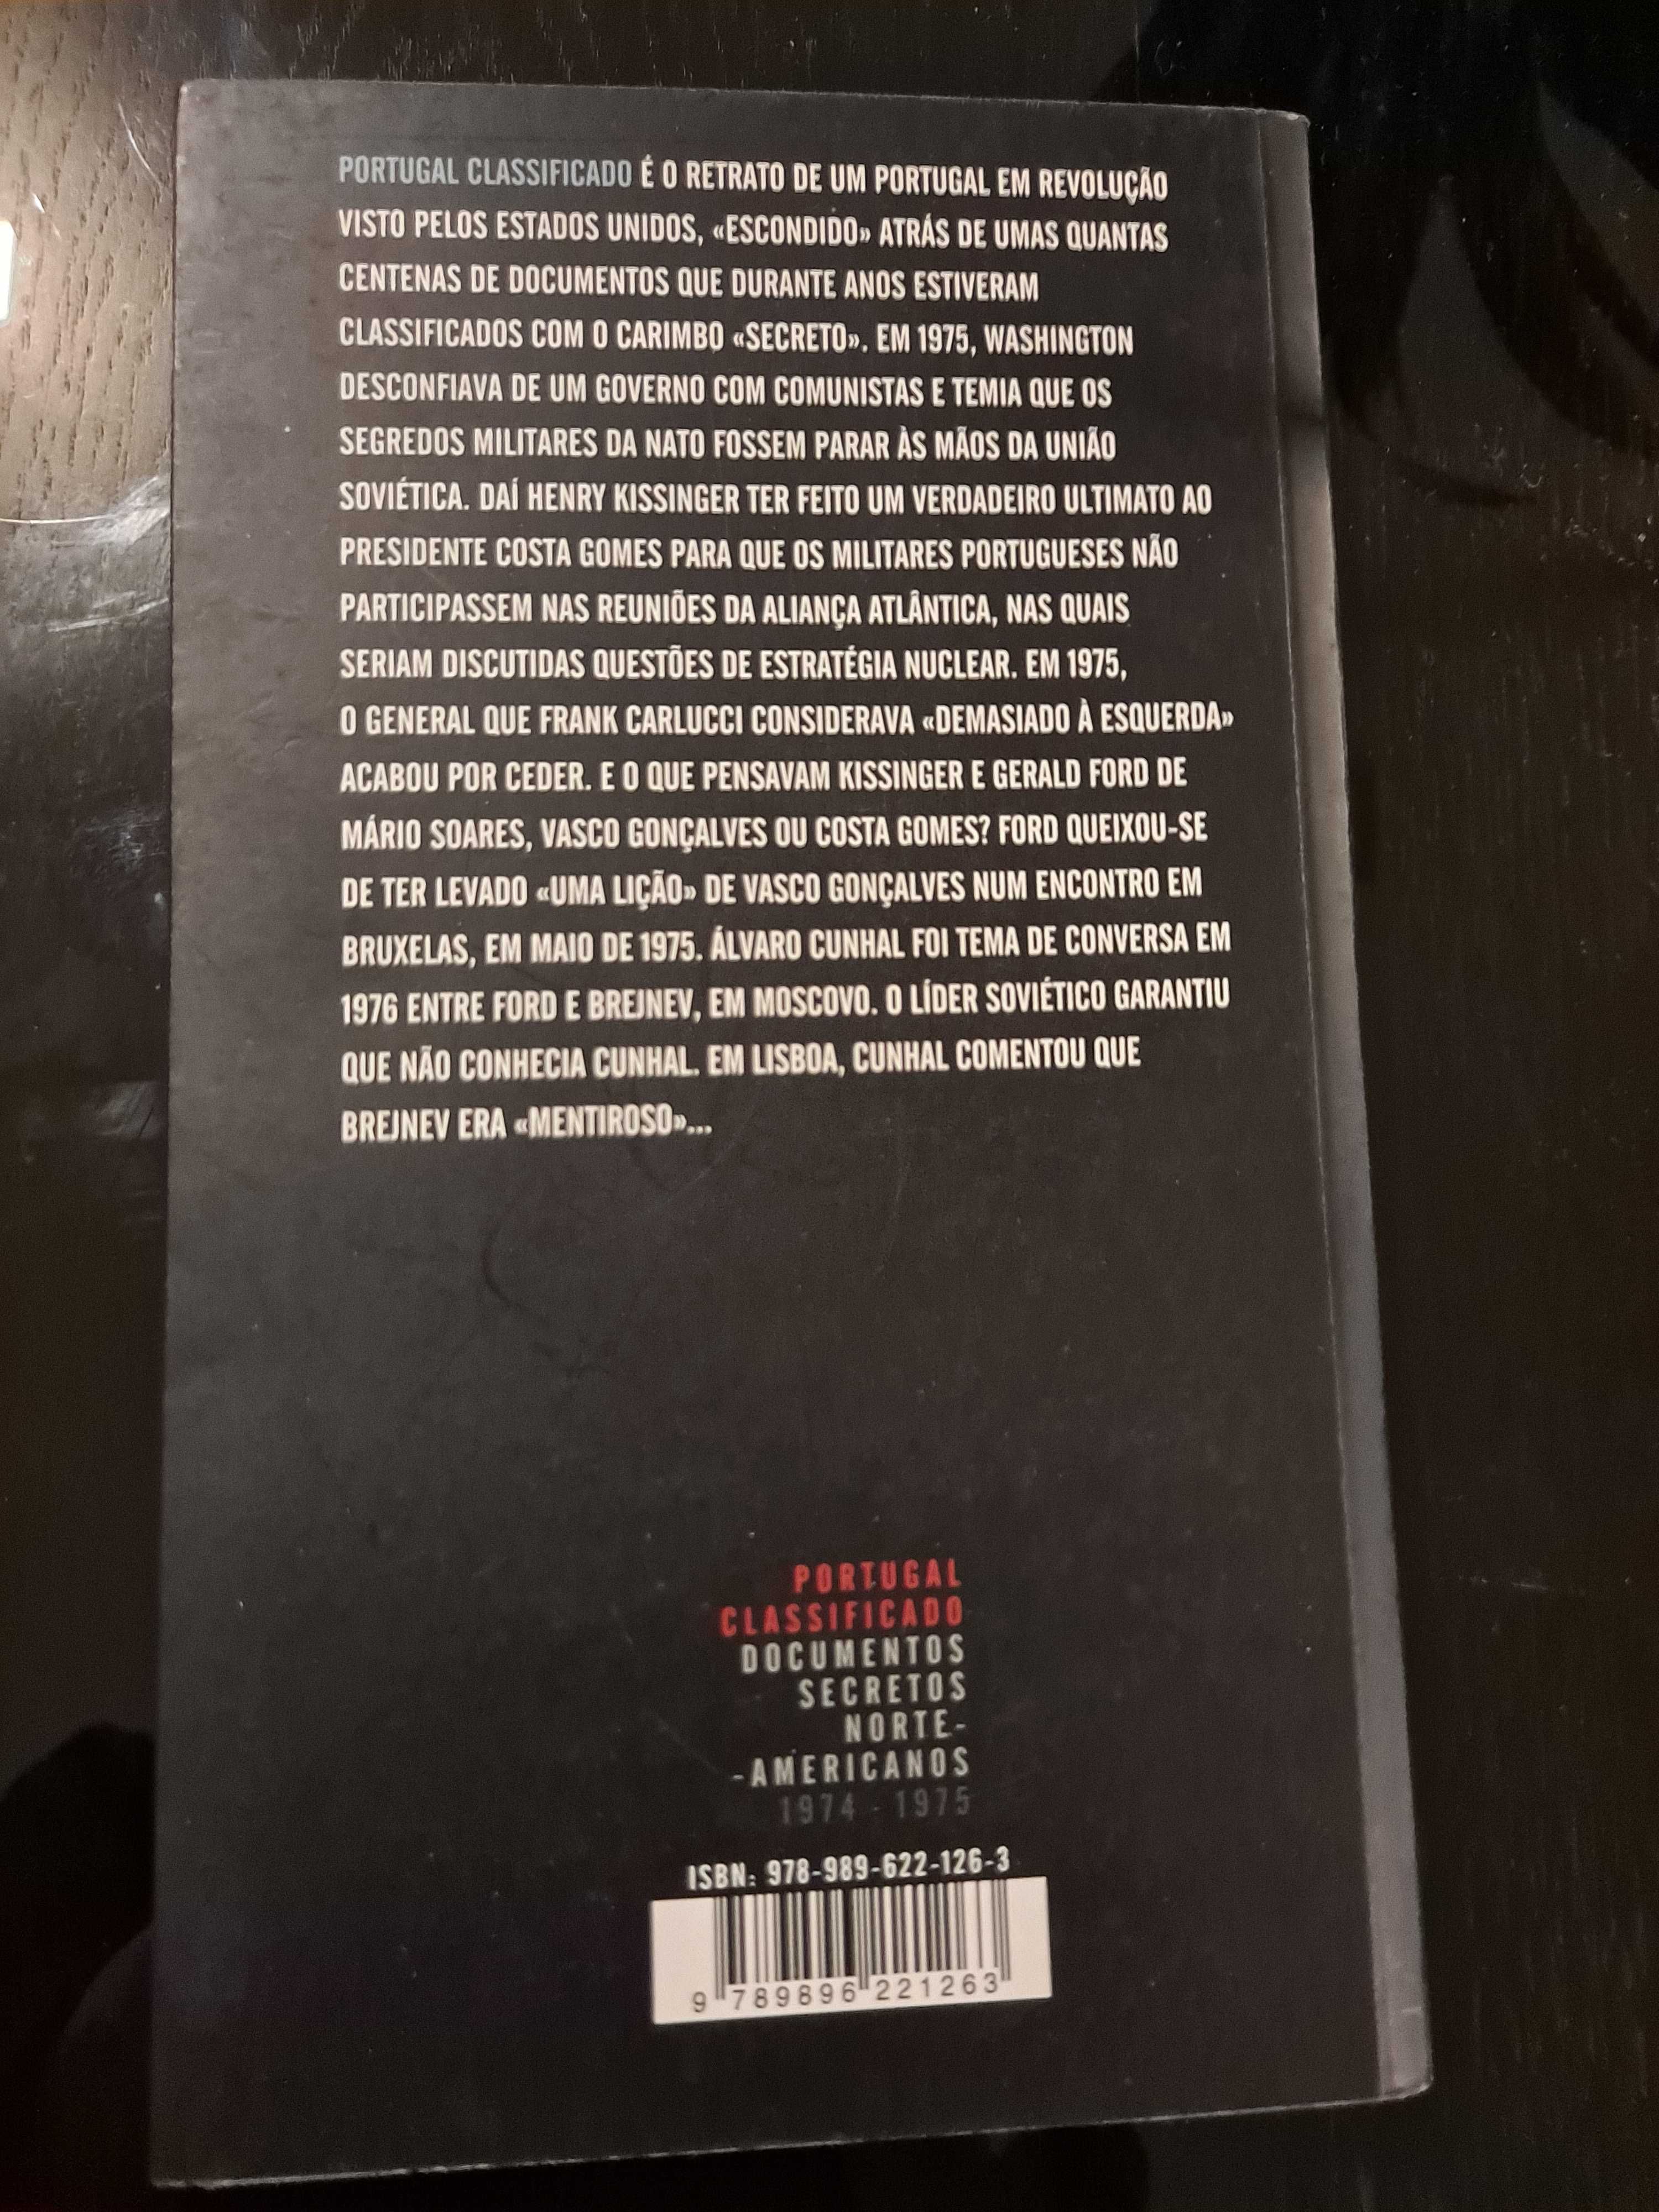 PORTUGAL CLASSIFICADO É O RETRATO DE UM PORTUGAL EM REVOLUÇÃO
VISTO PELOS ESTADOS UNIDOS, «ESCONDIDO» ATRÁS DE UMAS QUANTAS
CENTENAS DE DOCUMENTOS QUE DURANTE ANOS ESTIVERAM
CLASSIFICADOS COM O CARIMBO «SECRETO». EM 1975, WASHINGTON
DESCONFIAVA DE UM GOVERNO COM COMUNISTAS E TEMIA QUE OS
SEGREDOS MILITARES DA NATO FOSSEM PARAR ÀS MÃOS DA UNIÃO
SOVIÉTICA. DAÍ HENRY KISSINGER TER FEITO UM VERDADEIRO ULTIMATO AO
PRESIDENTE COSTA GOMES PARA QUE OS MILITARES PORTUGUESES NÃO
PARTICIPASSEM NAS REUNIÕES DA ALIANÇA ATLÂNTICA, NAS QUAIS
SERIAM DISCUTIDAS QUESTÕES DE ESTRATÉGIA NUCLEAR. EM 1975,
O GENERAL QUE FRANK CARLUCCI CONSIDERAVA «DEMASIADO À ESQUERDA»
ACABOU POR CEDER. E O QUE PENSAVAM KISSINGER E GERALD FORD DE
MÁRIO SOARES, VASCO GONÇALVES OU COSTA GOMES? FORD QUEIXOU-SE
DE TER LEVADO «UMA LIÇÃO» DE VASCO GONÇALVES NUM ENCONTRO EM
BRUXELAS, EM MAIO DE 1975. ÁLVARO CUNHAL FOI TEMA DE CONVERSA EM
1976 ENTRE FORD E BREJNEV, EM MOSCOVO. O LÍDER SOVIÉTICO GARANTIU
QUE NÃO CONHECIA CUNHAL. EM LISBOA, CUNHAL COMENTOU QUE
BREJNEV ERA «MENTIROSO»...
PORTUGAL
CLASSIFICADO
DOCUMENTOS
SECRETOS
NORTE-
-AMERICANOS
1974 - 1975
ISBN: 978-989-622-126-3
9 789896 221263